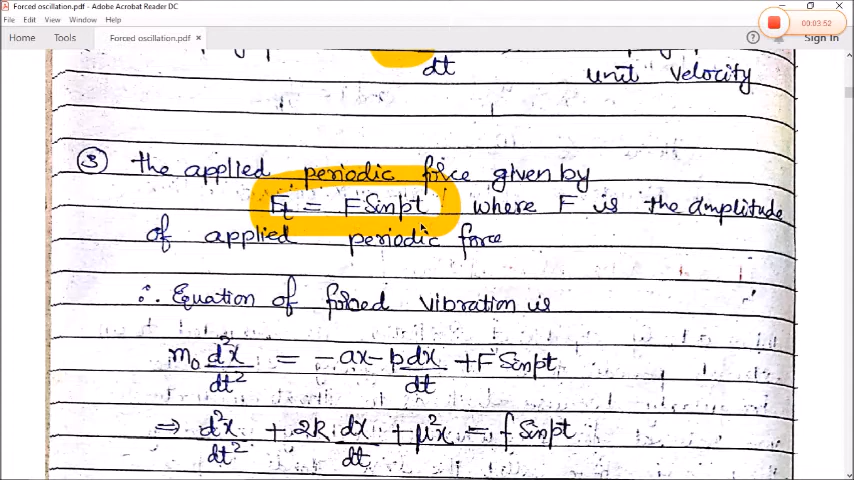 Forced oscillation.pdf - Adobe Acrobat Reader DC
File Edit View Window Help
00:03:52
Home Tools Forced oscillation.pdf × Sign In
dt
unit velocity
③ the applied periodic force given by
Ft = F Sinpt where F is the amplitude
of applied periodic force
∴ Equation of forced vibration is
m₀ d²x/dt² = -ax - p dx/dt + F Sinpt
⇒ d²x/dt² + 2k dx/dt + μ²x = f Sinpt